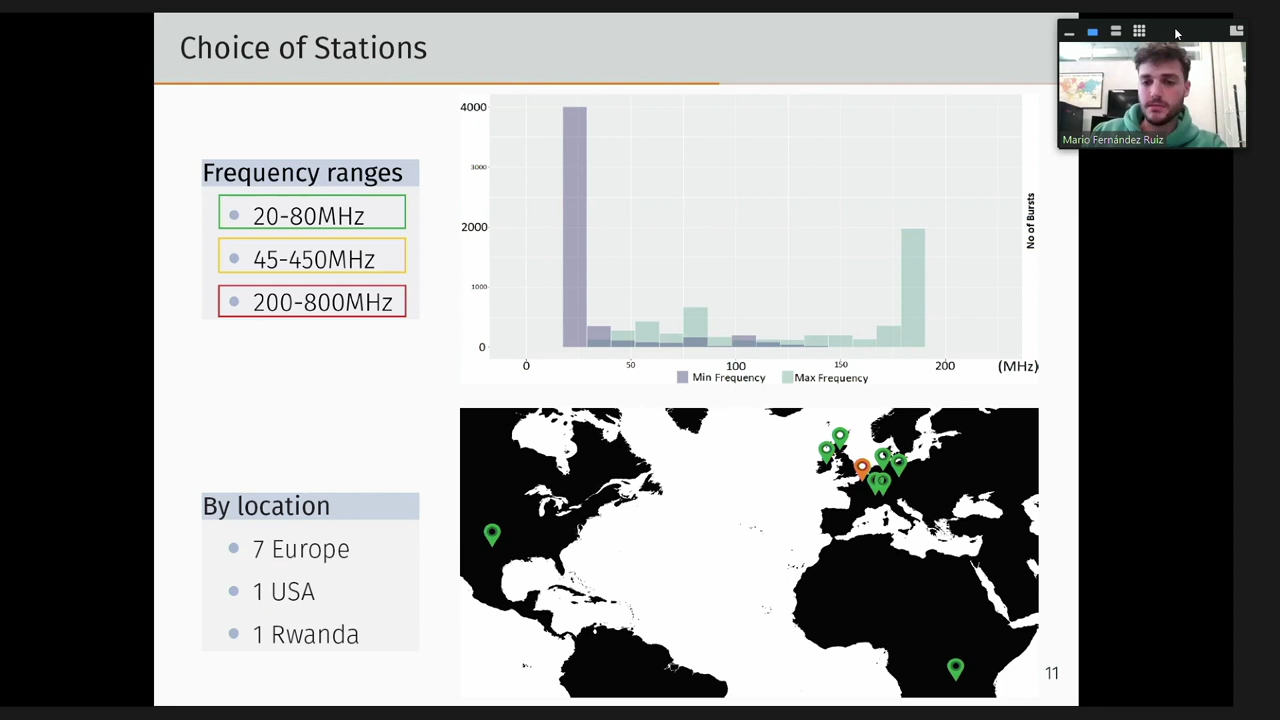 Choice of Stations
Mario Fernández Ruiz
Frequency ranges
20-80MHz
45-450MHz
200-800MHz
4000
3000
2000
1000
0
No of Bursts
0
50
100
150
200
(MHz)
Min Frequency
Max Frequency
By location
7 Europe
1 USA
1 Rwanda
11